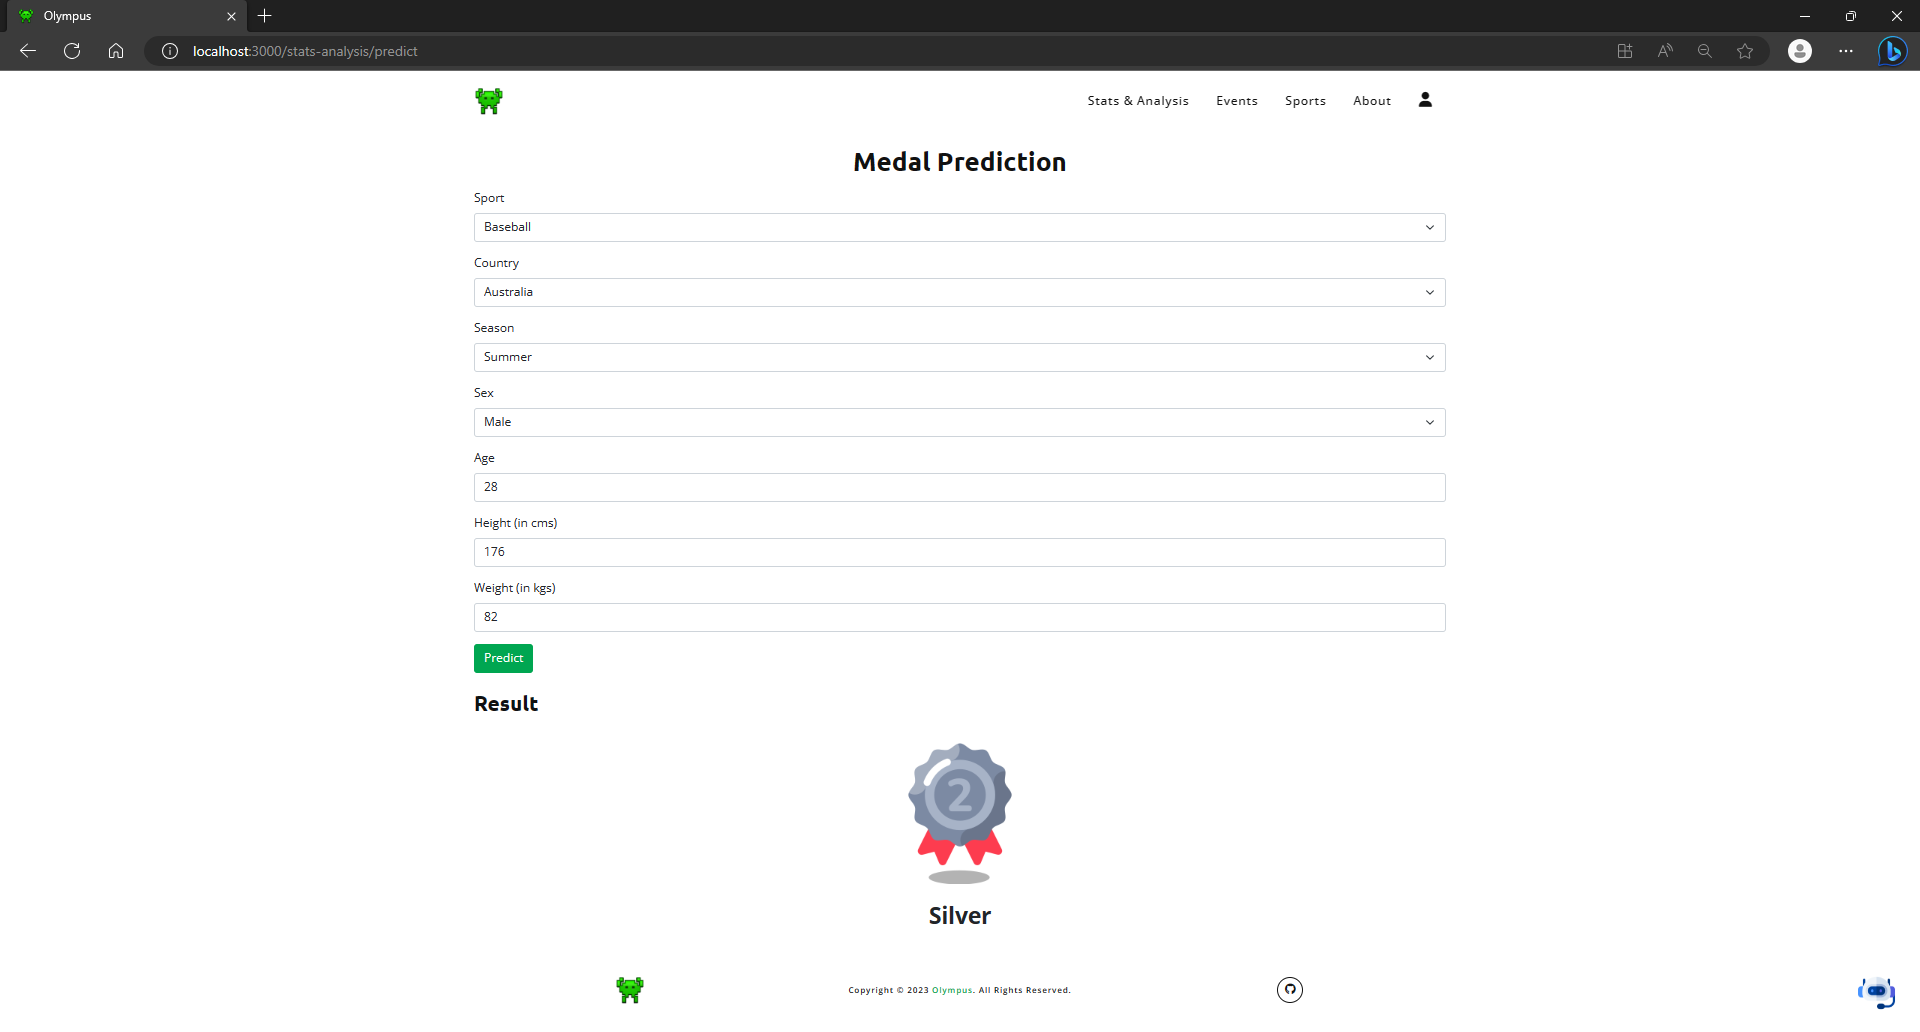 Olympus
localhost:3000/stats-analysis/predict
Stats & Analysis Events Sports About
Medal Prediction
Sport
Baseball
Country
Australia
Season
Summer
Sex
Male
Age
28
Height (in cms)
176
Weight (in kgs)
82
Predict
Result
2
Silver
Copyright © 2023 Olympus. All Rights Reserved.